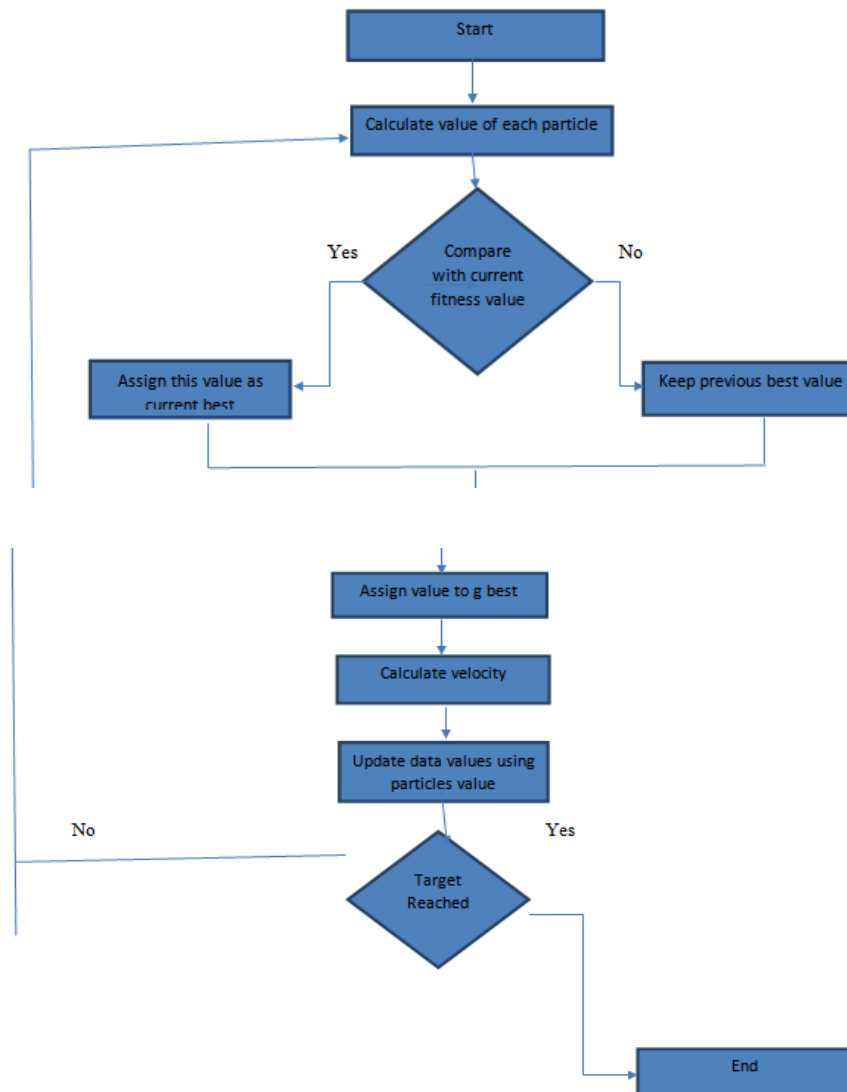 Start
Calculate value of each particle
Yes
Compare
with current
fitness value
No
Assign this value as
current best
Keep previous best value
Assign value to g best
Calculate velocity
Update data values using
particles value
No
Yes
Target
Reached
End